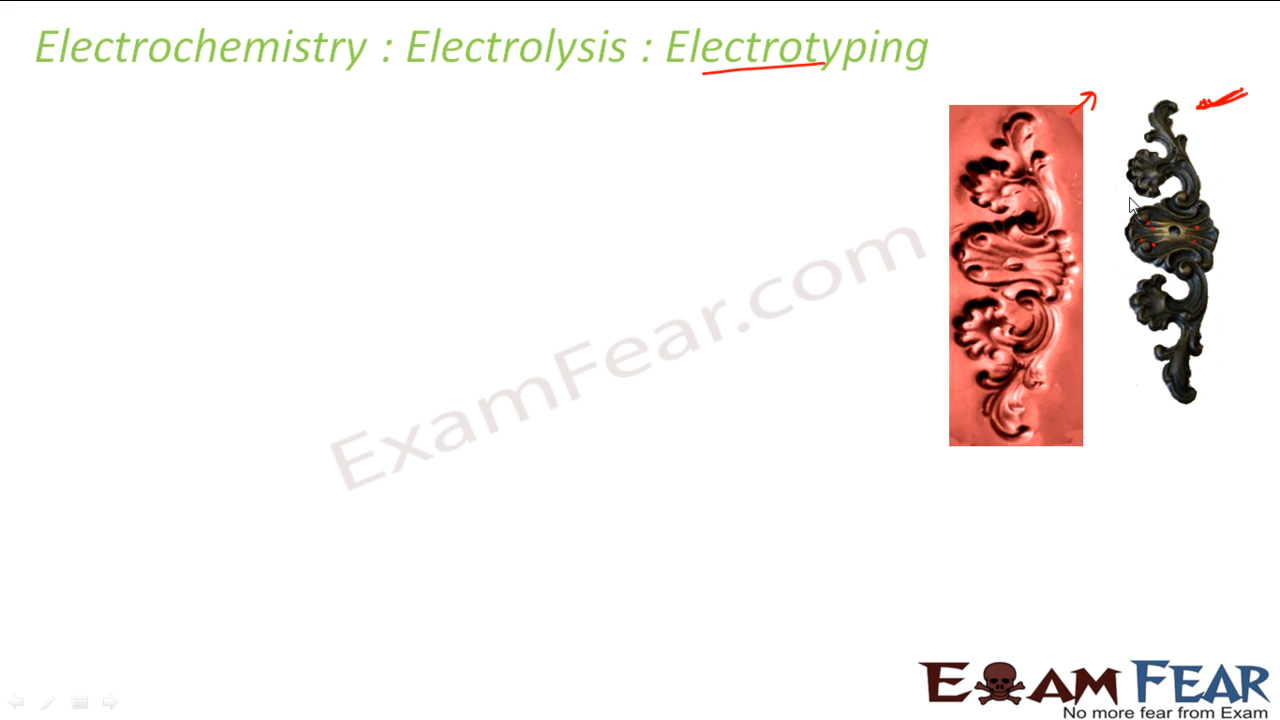 Electrochemistry : Electrolysis : Electrotyping
ExamFear.com
EXAM FEAR
No more fear from Exam